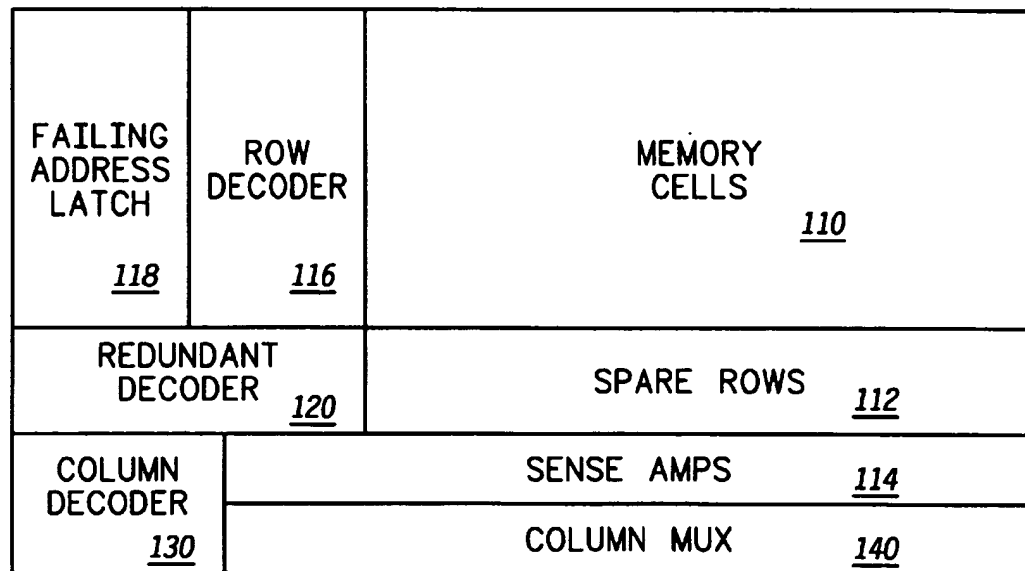 FAILING
ADDRESS
LATCH
118
ROW
DECODER
116
MEMORY
CELLS
110
REDUNDANT
DECODER
120
SPARE ROWS
112
COLUMN
DECODER
130
SENSE AMPS
114
COLUMN MUX
140